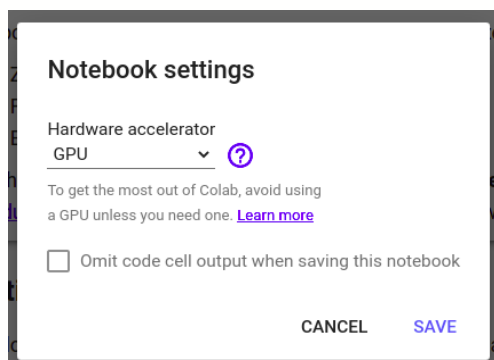 Notebook settings
Hardware accelerator
GPU
To get the most out of Colab, avoid using
a GPU unless you need one. Learn more
Omit code cell output when saving this notebook
CANCEL SAVE